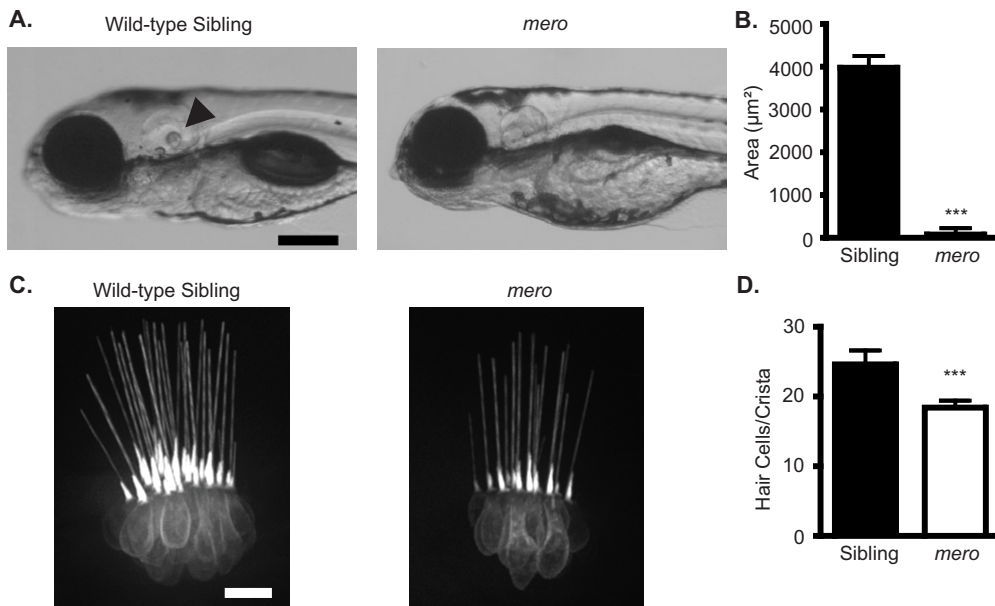 A.
Wild-type Sibling
mero
B.
Area (µm²)
5000
4000
3000
2000
1000
0
***
Sibling
mero
C.
Wild-type Sibling
mero
D.
Hair Cells/Crista
30
20
10
0
***
Sibling
mero